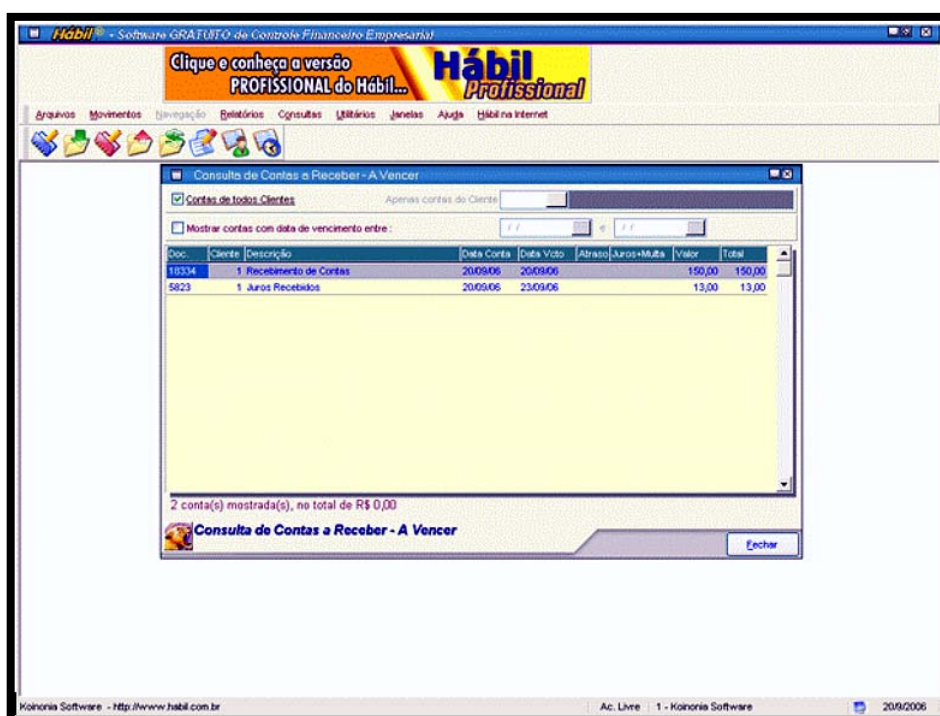 Hábil® - Software GRATUITO de Controle Financeiro Empresarial
Clique e conheça a versão
PROFISSIONAL do Hábil...
Hábil
Profissional
Arquivos Movimentos Navegação Relatórios Consultas Utilitários Janelas Ajuda Hábil na Internet
Consulta de Contas a Receber - A Vencer
Contas de todos Clientes Apenas contas do Cliente
Mostrar contas com data de vencimento entre : / / e / /
Doc. Cliente Descrição Data Conta Data Vcto Atraso Juros+Multa Valor Total
18334 1 Recebimento de Contas 20/09/06 20/09/06 150,00 150,00
5823 1 Juros Recebidos 20/09/06 23/09/06 13,00 13,00
2 conta(s) mostrada(s), no total de R$ 0,00
Consulta de Contas a Receber - A Vencer
Fechar
Koinonia Software - http://www.habil.com.br Ac. Livre 1 - Koinonia Software 20/9/2006